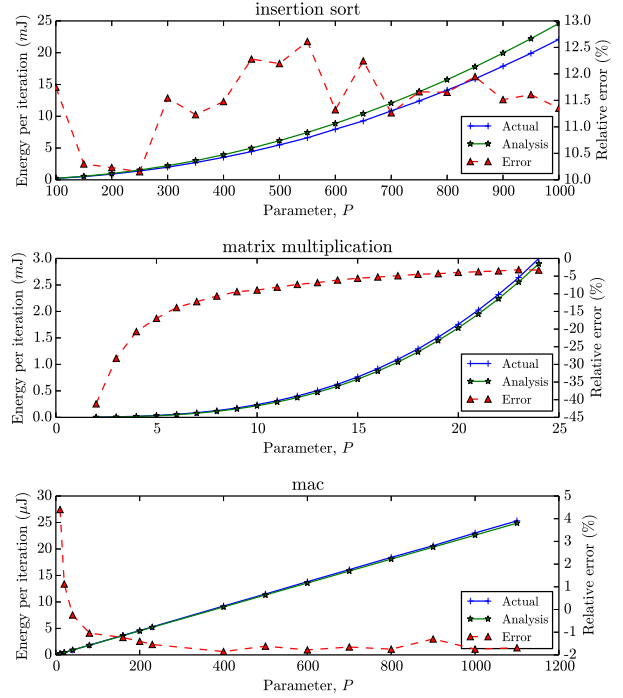 insertion sort
Energy per iteration (mJ)
25
20
15
10
5
0
13.0
12.5
12.0
11.5
11.0
10.5
10.0
Relative error (%)
Actual
Analysis
Error
100 200 300 400 500 600 700 800 900 1000
Parameter, P
matrix multiplication
Energy per iteration (mJ)
3.0
2.5
2.0
1.5
1.0
0.5
0.0
0
-5
-10
-15
-20
-25
-30
-35
-40
-45
Relative error (%)
Actual
Analysis
Error
0 5 10 15 20 25
Parameter, P
mac
Energy per iteration (μJ)
30
25
20
15
10
5
0
5
4
3
2
1
0
-1
-2
Relative error (%)
Actual
Analysis
Error
0 200 400 600 800 1000 1200
Parameter, P